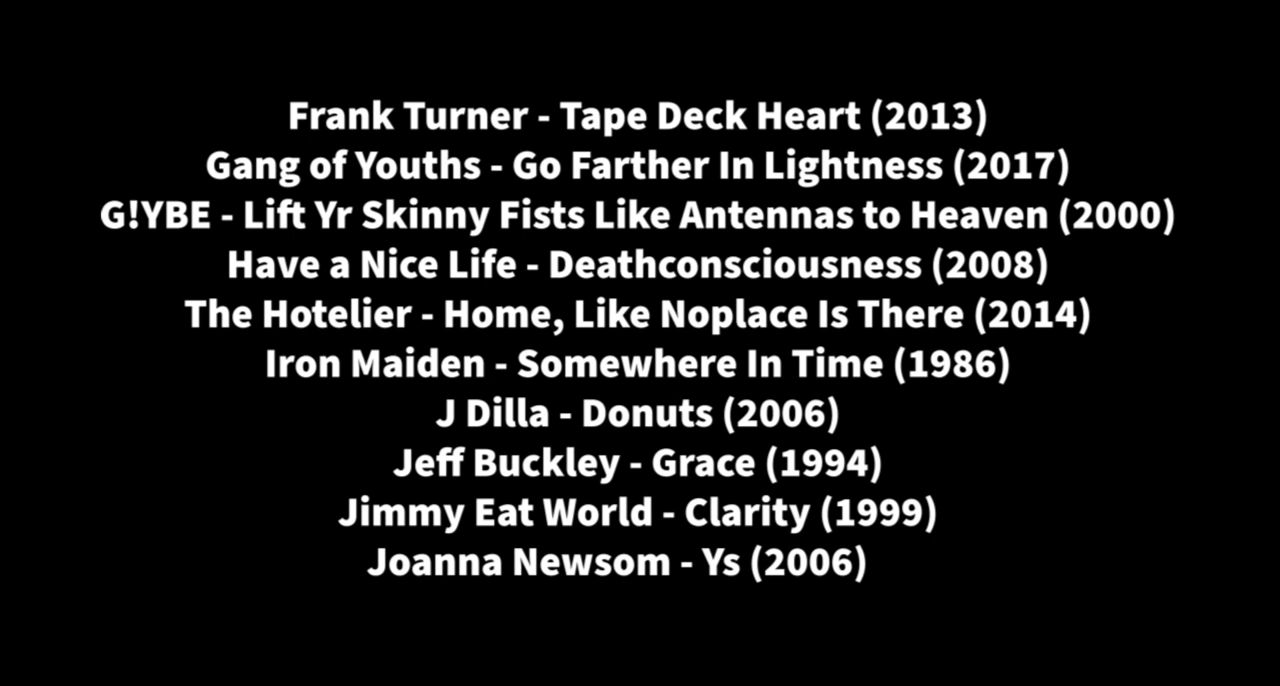 Frank Turner - Tape Deck Heart (2013)
Gang of Youths - Go Farther In Lightness (2017)
G!YBE - Lift Yr Skinny Fists Like Antennas to Heaven (2000)
Have a Nice Life - Deathconsciousness (2008)
The Hotelier - Home, Like Noplace Is There (2014)
Iron Maiden - Somewhere In Time (1986)
J Dilla - Donuts (2006)
Jeff Buckley - Grace (1994)
Jimmy Eat World - Clarity (1999)
Joanna Newsom - Ys (2006)